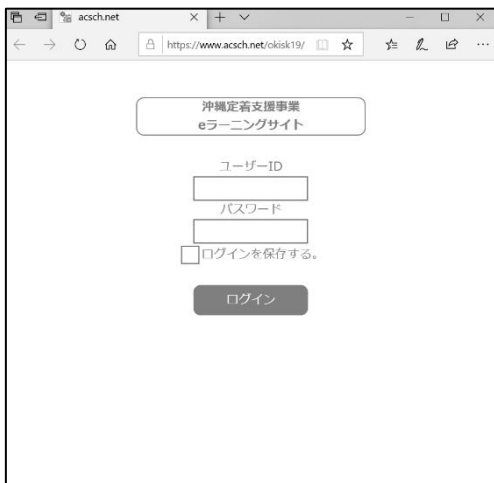 acsch.net
https://www.acsch.net/okisk19/
沖縄定着支援事業
eラーニングサイト
ユーザーID
パスワード
ログインを保存する。
ログイン